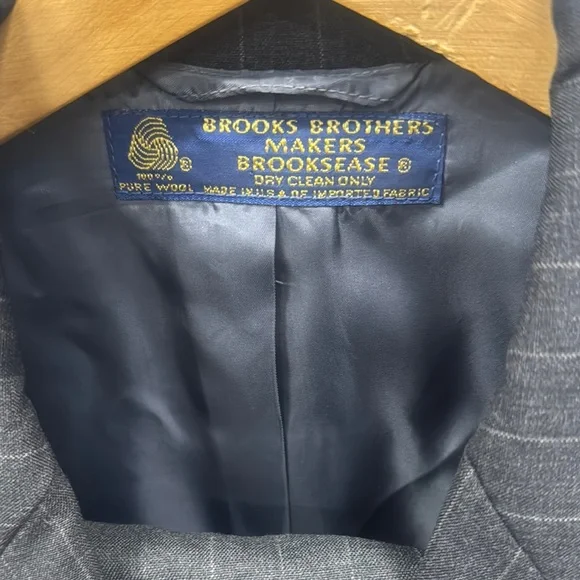 BROOKS BROTHERS
MAKERS
BROOKSEASE ®
DRY CLEAN ONLY
MADE IN U.S.A. OF IMPORTED FABRIC
®
100%
PURE WOOL